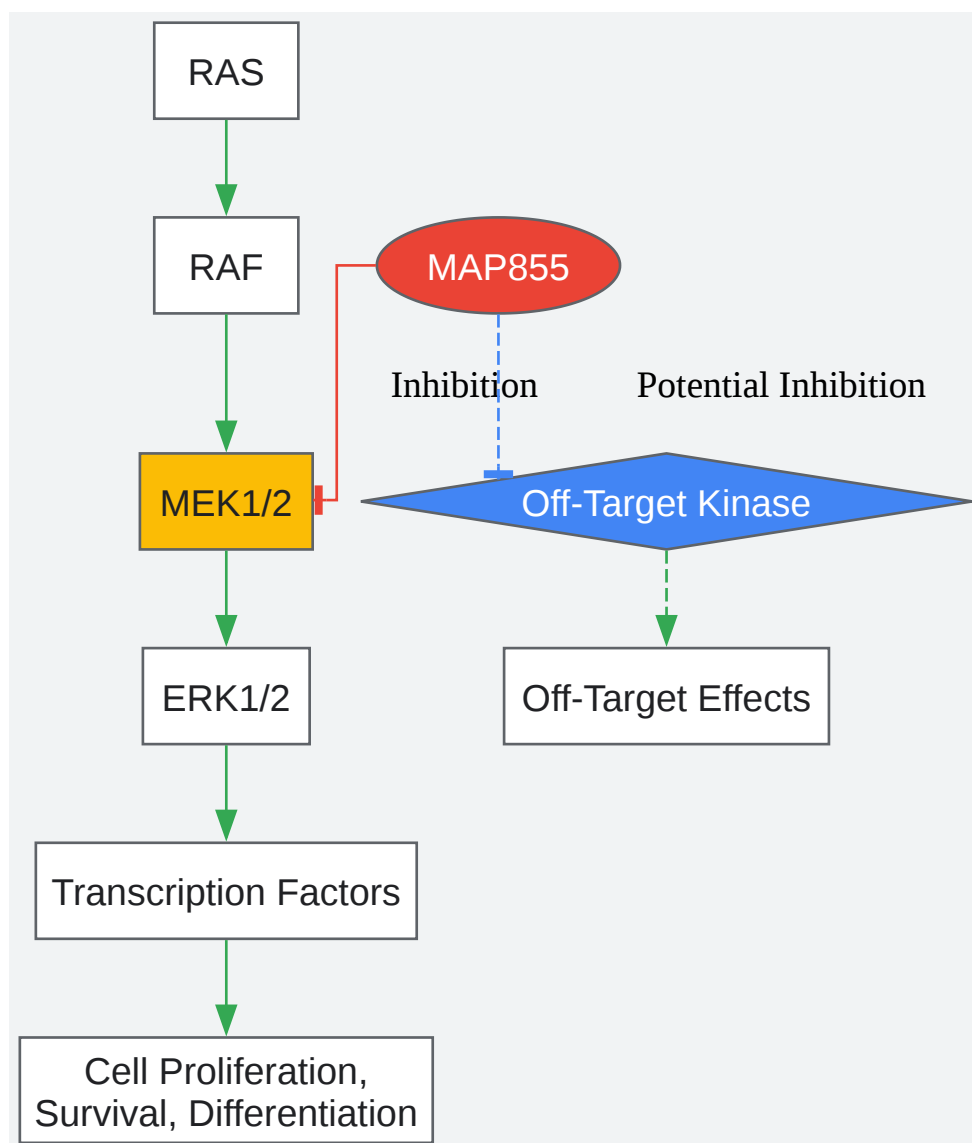 RAS
RAF
MAP855
Inhibition
Potential Inhibition
MEK1/2
Off-Target Kinase
ERK1/2
Off-Target Effects
Transcription Factors
Cell Proliferation,
Survival, Differentiation